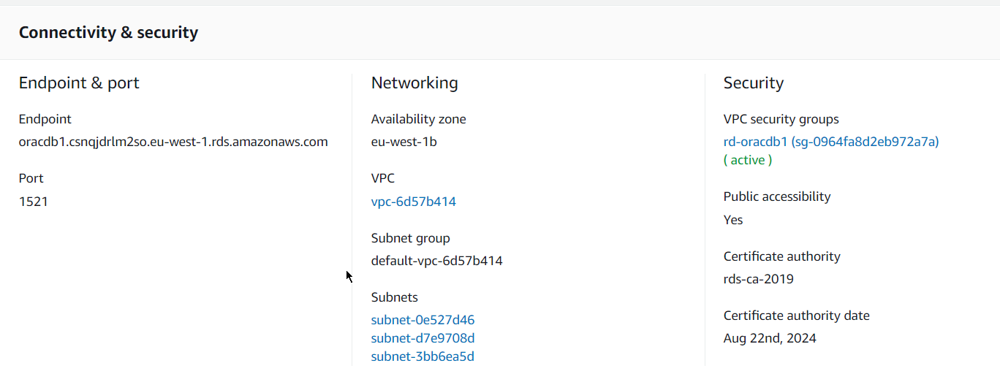 Connectivity & security
Endpoint & port
Endpoint
oracdb1.csnqjdrlm2so.eu-west-1.rds.amazonaws.com
Port
1521
Networking
Availability zone
eu-west-1b
VPC
vpc-6d57b414
Subnet group
default-vpc-6d57b414
Subnets
subnet-0e527d46
subnet-d7e9708d
subnet-3bb6ea5d
Security
VPC security groups
rd-oracdb1 (sg-0964fa8d2eb972a7a)
( active )
Public accessibility
Yes
Certificate authority
rds-ca-2019
Certificate authority date
Aug 22nd, 2024